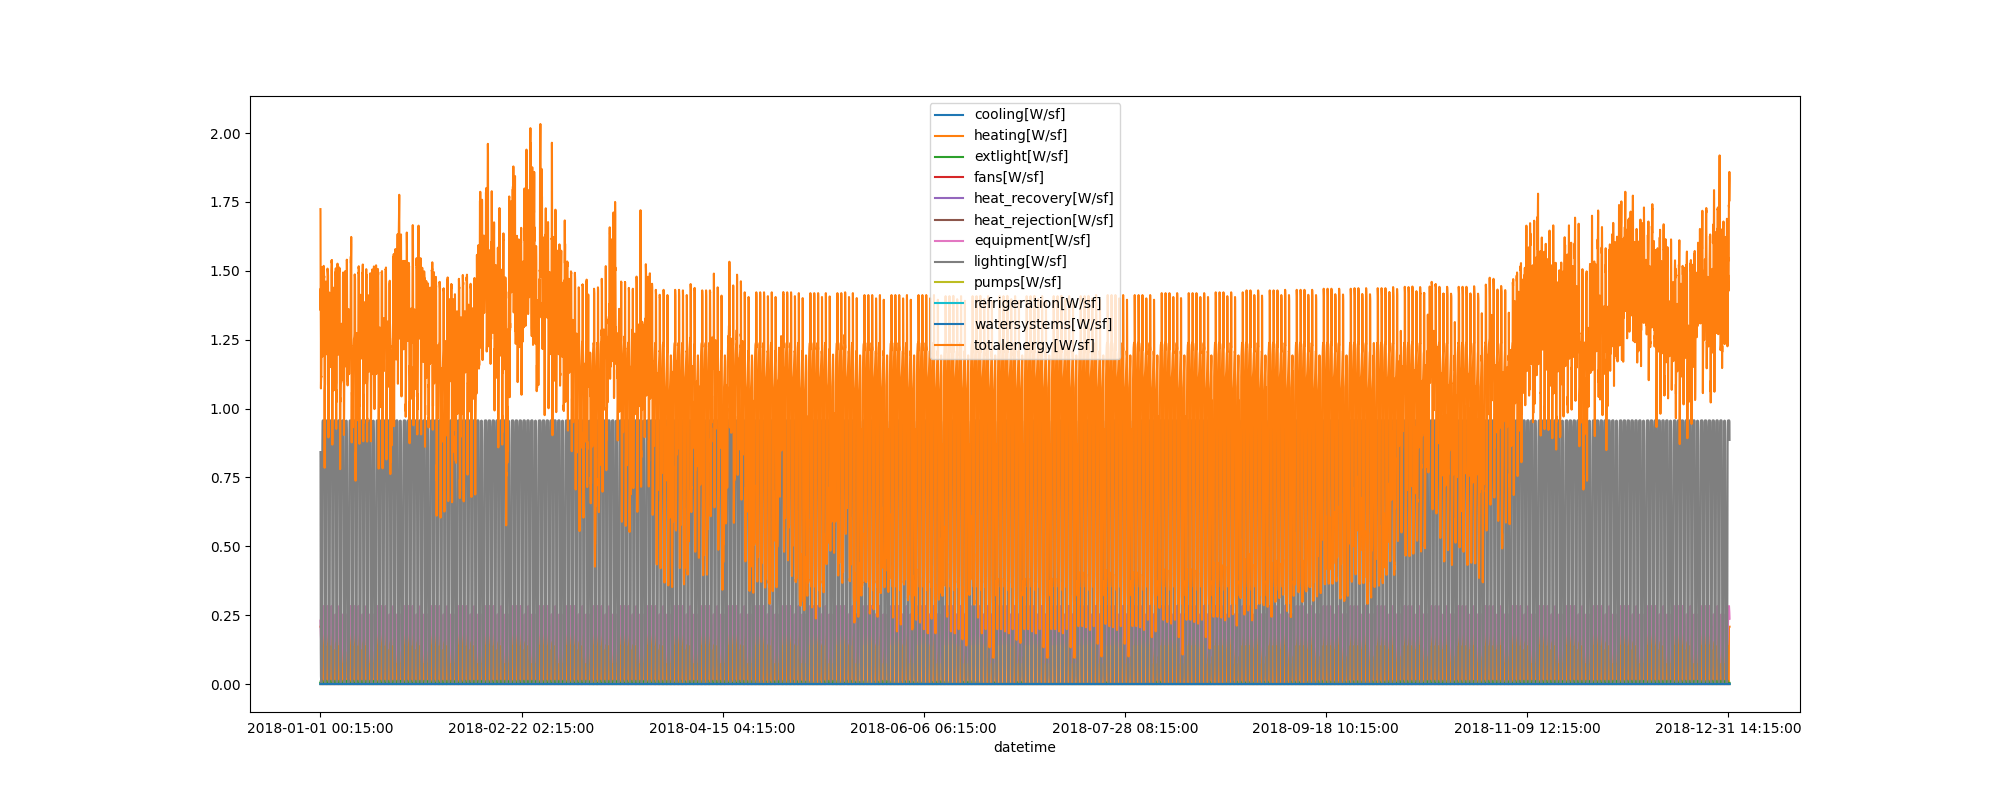 2.00
1.75
1.50
1.25
1.00
0.75
0.50
0.25
0.00
cooling[W/sf]
heating[W/sf]
extlight[W/sf]
fans[W/sf]
heat_recovery[W/sf]
heat_rejection[W/sf]
equipment[W/sf]
lighting[W/sf]
pumps[W/sf]
refrigeration[W/sf]
watersystems[W/sf]
totalenergy[W/sf]
2018-01-01 00:15:00 2018-02-22 02:15:00 2018-04-15 04:15:00 2018-06-06 06:15:00 2018-07-28 08:15:00 2018-09-18 10:15:00 2018-11-09 12:15:00 2018-12-31 14:15:00
datetime